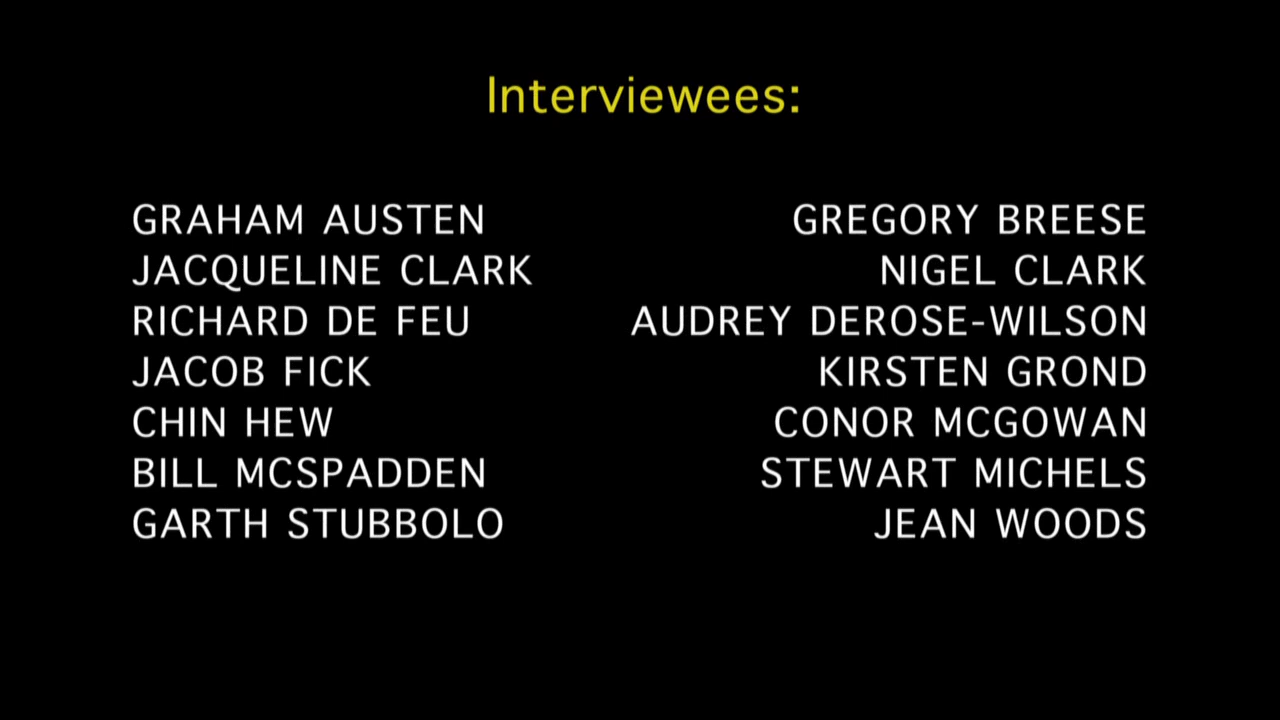 Interviewees:
GRAHAM AUSTEN GREGORY BREESE
JACQUELINE CLARK NIGEL CLARK
RICHARD DE FEU AUDREY DEROSE-WILSON
JACOB FICK KIRSTEN GROND
CHIN HEW CONOR MCGOWAN
BILL MCSPADDEN STEWART MICHELS
GARTH STUBBOLO JEAN WOODS